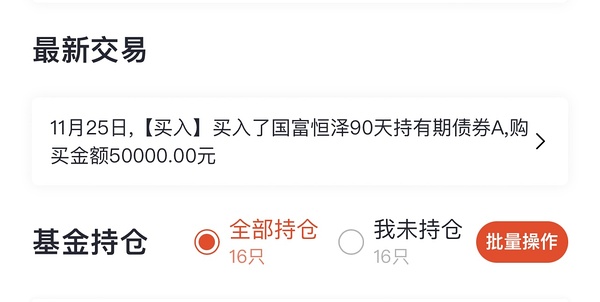 最新交易
11月25日,【买入】买入了国富恒泽90天持有期债券A,购
买金额50000.00元
基金持仓
全部持仓
16只
我未持仓
16只
批量操作